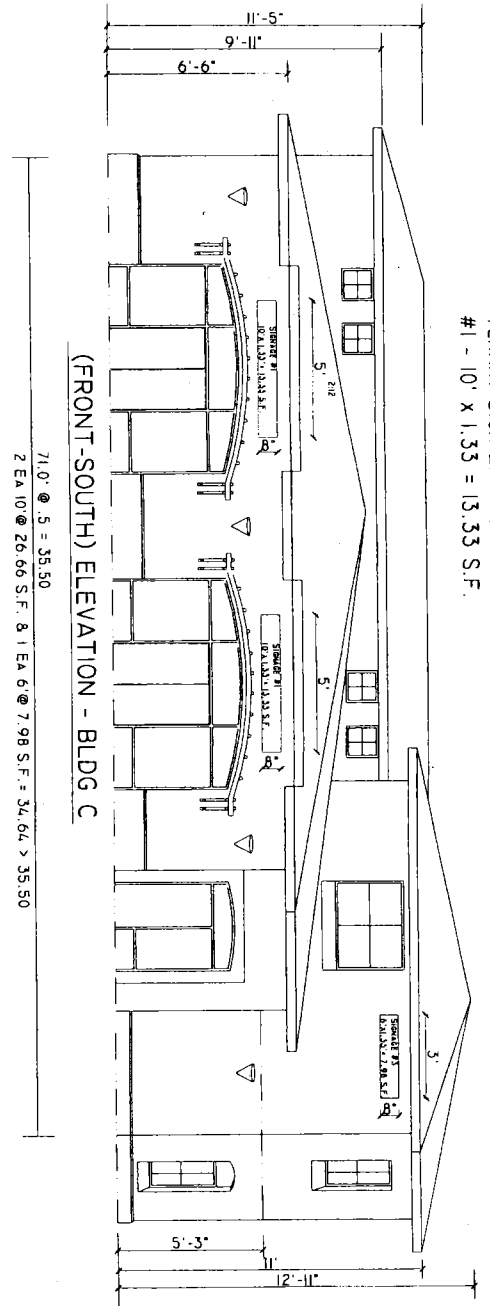 #1 - 10' X 1.33 = 13.33 S.F.
11'-5"
9'-11"
6'-6"
2:12
5'
5'
3'
SIGNAGE #1
10' X 1.33' = 13.33 S.F.
8"
SIGNAGE #1
10' X 1.33' = 13.33 S.F.
8"
SIGNAGE #3
6' X 1.33' = 7.98 S.F.
8"
5'-3"
11'
12'-11"
(FRONT-SOUTH) ELEVATION - BLDG C
71.0' @ .5 = 35.50
2 EA 10' @ 26.66 S.F. & 1 EA 6' @ 7.98 S.F. = 34.64 > 35.50